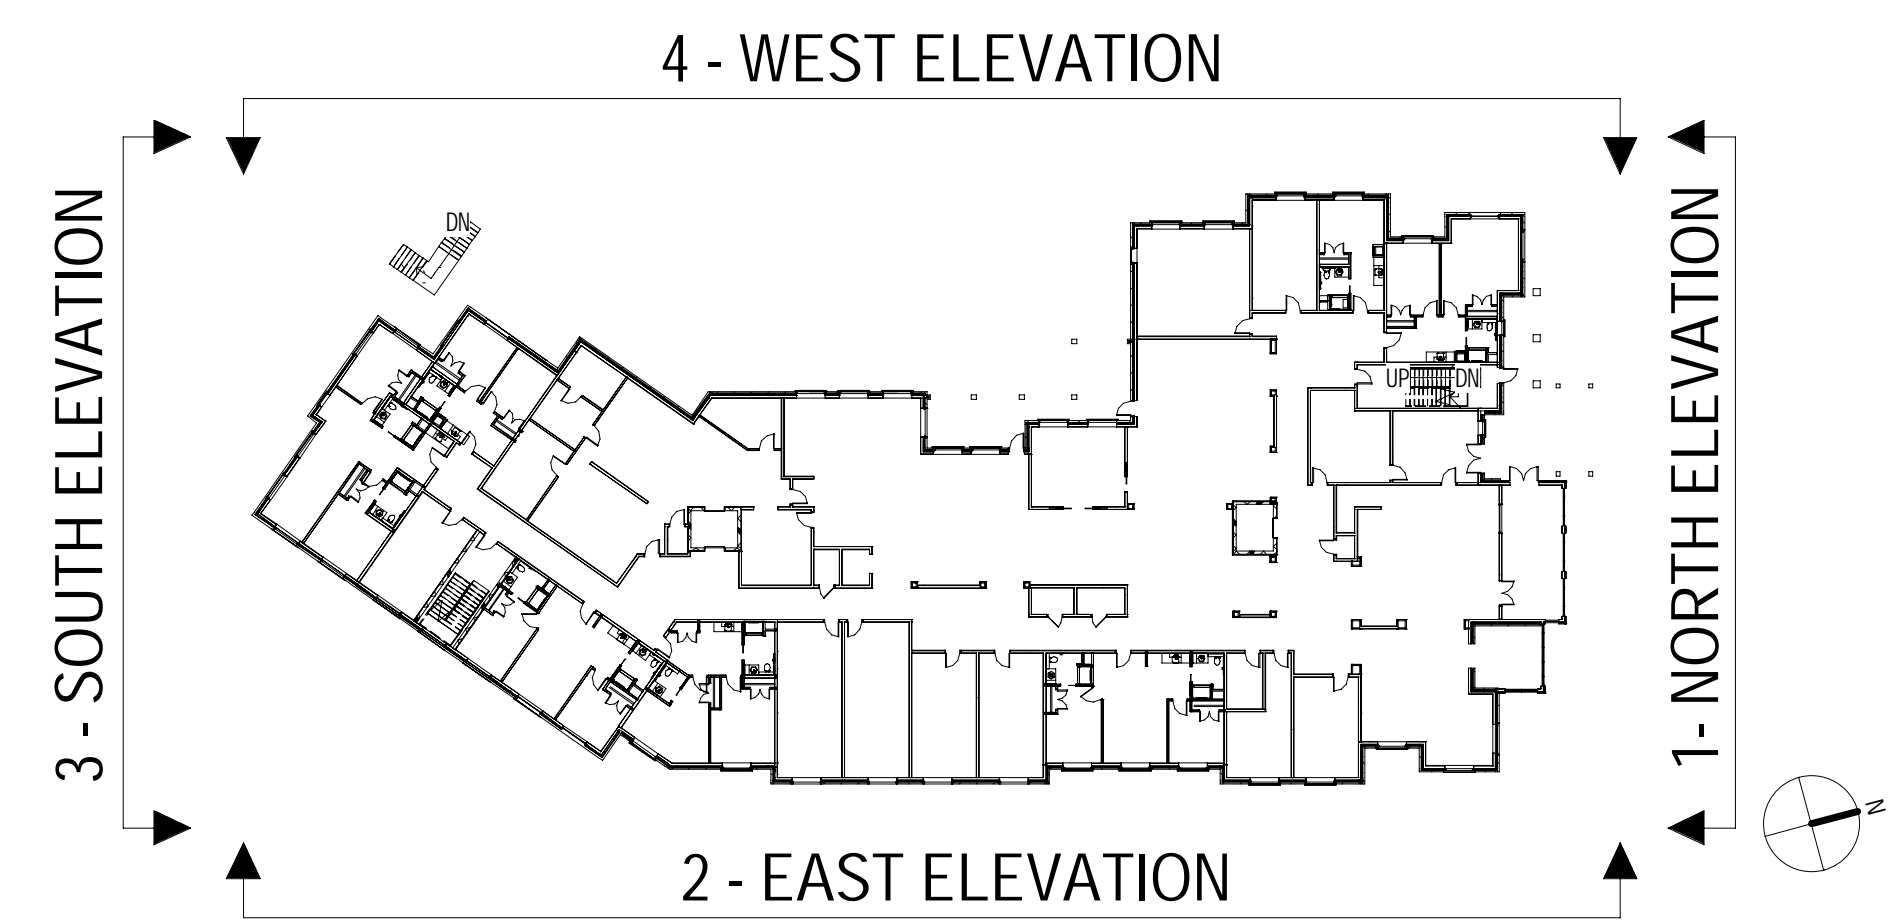 4 - WEST ELEVATION
3 - SOUTH ELEVATION
DN
UP
DN
1- NORTH ELEVATION
N
2 - EAST ELEVATION